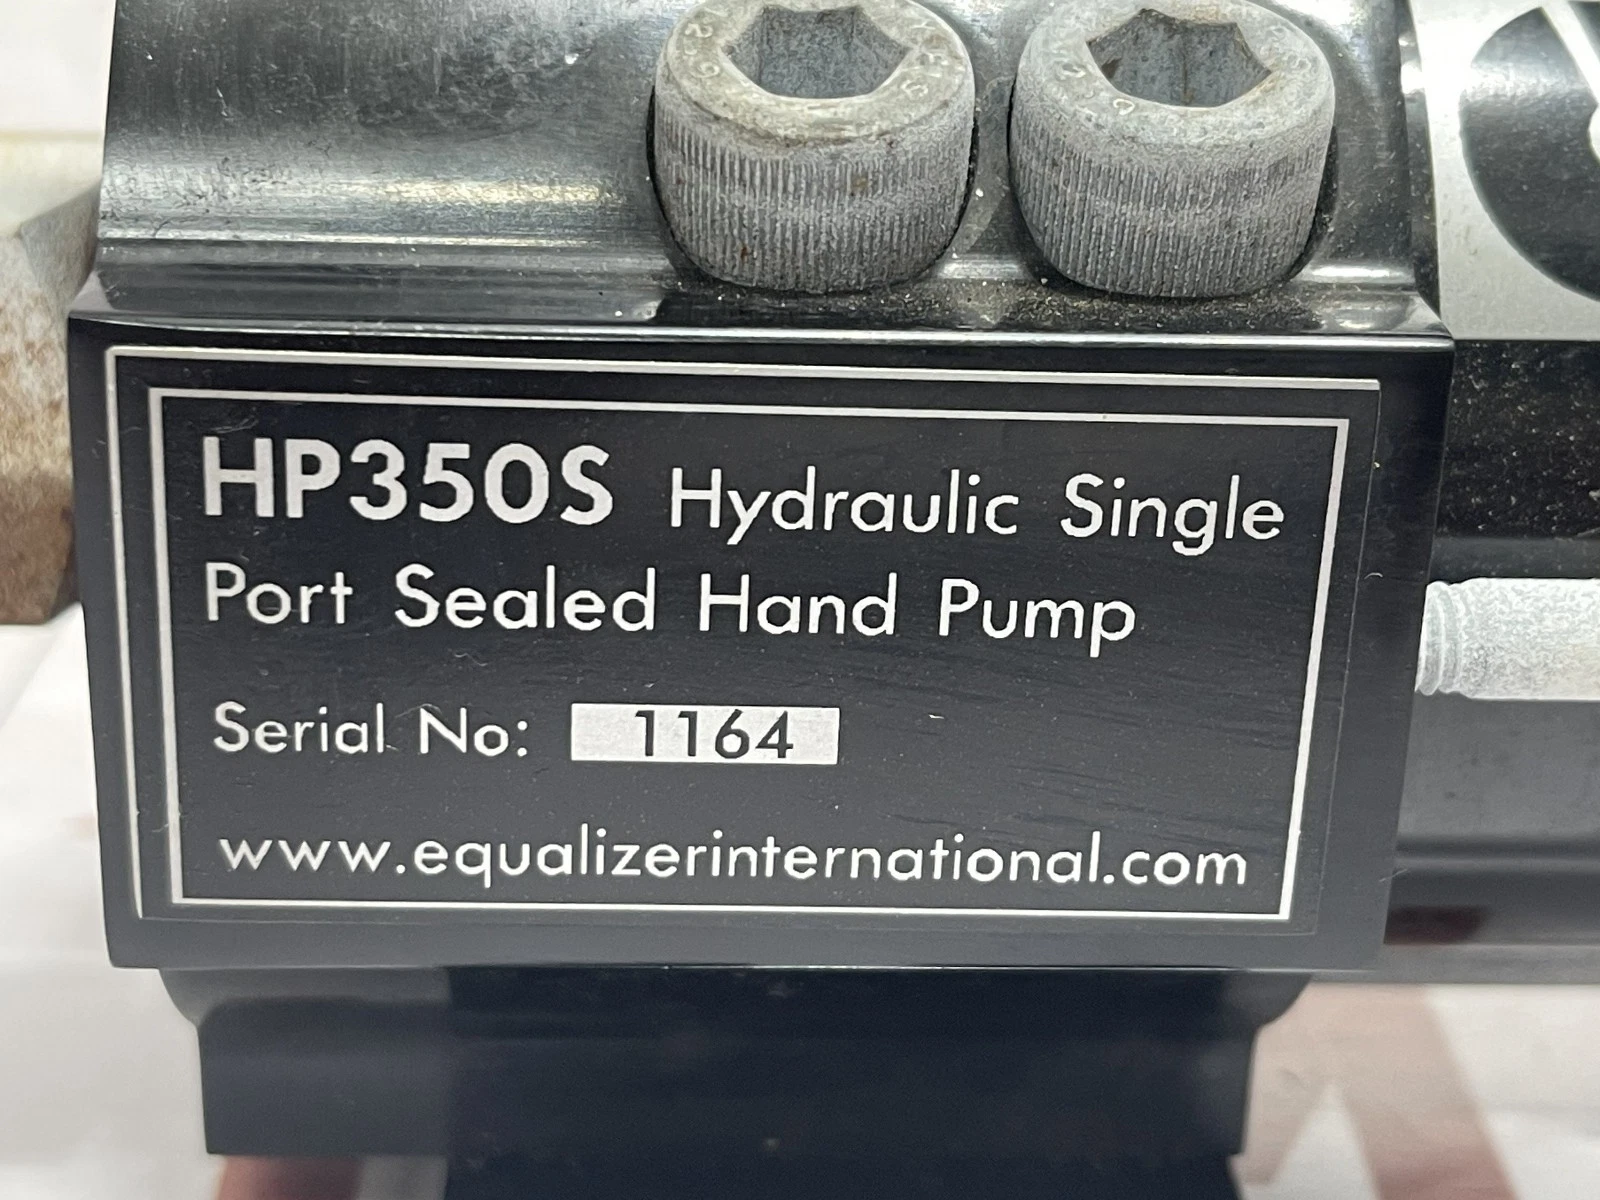 HP350S Hydraulic Single
Port Sealed Hand Pump
Serial No: 1164
www.equalizerinternational.com